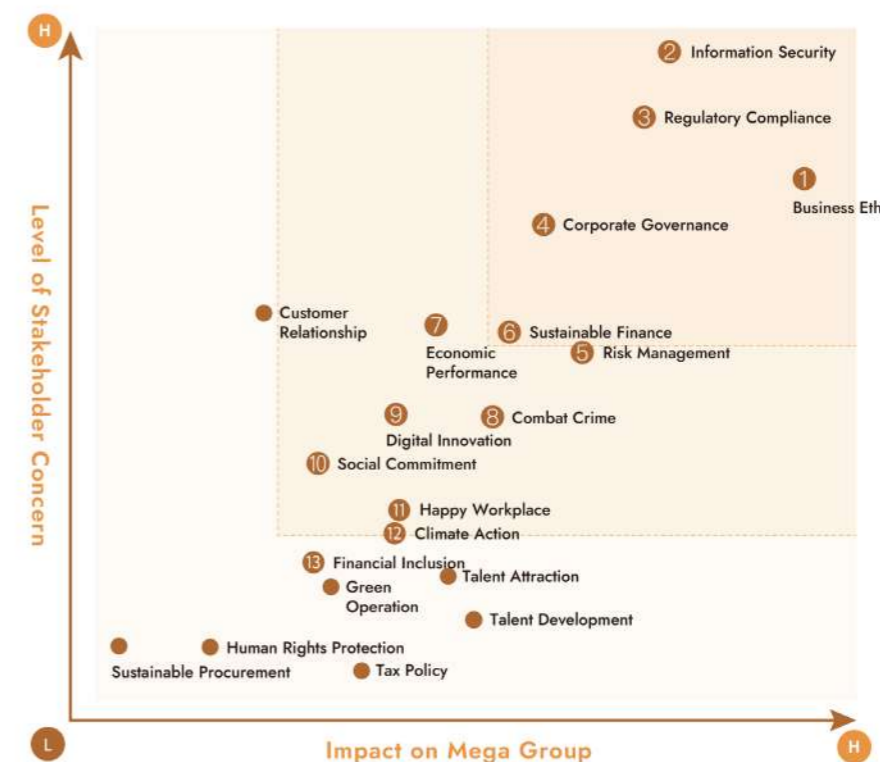 H
2 Information Security
3 Regulatory Compliance
1
Business Eth
4 Corporate Governance
Level of Stakeholder Concern
Customer
Relationship
7
Economic
Performance
6 Sustainable Finance
5 Risk Management
9
Digital Innovation
8 Combat Crime
10 Social Commitment
11 Happy Workplace
12 Climate Action
13 Financial Inclusion
Talent Attraction
Green
Operation
Talent Development
Human Rights Protection
Sustainable Procurement
Tax Policy
L
Impact on Mega Group
H